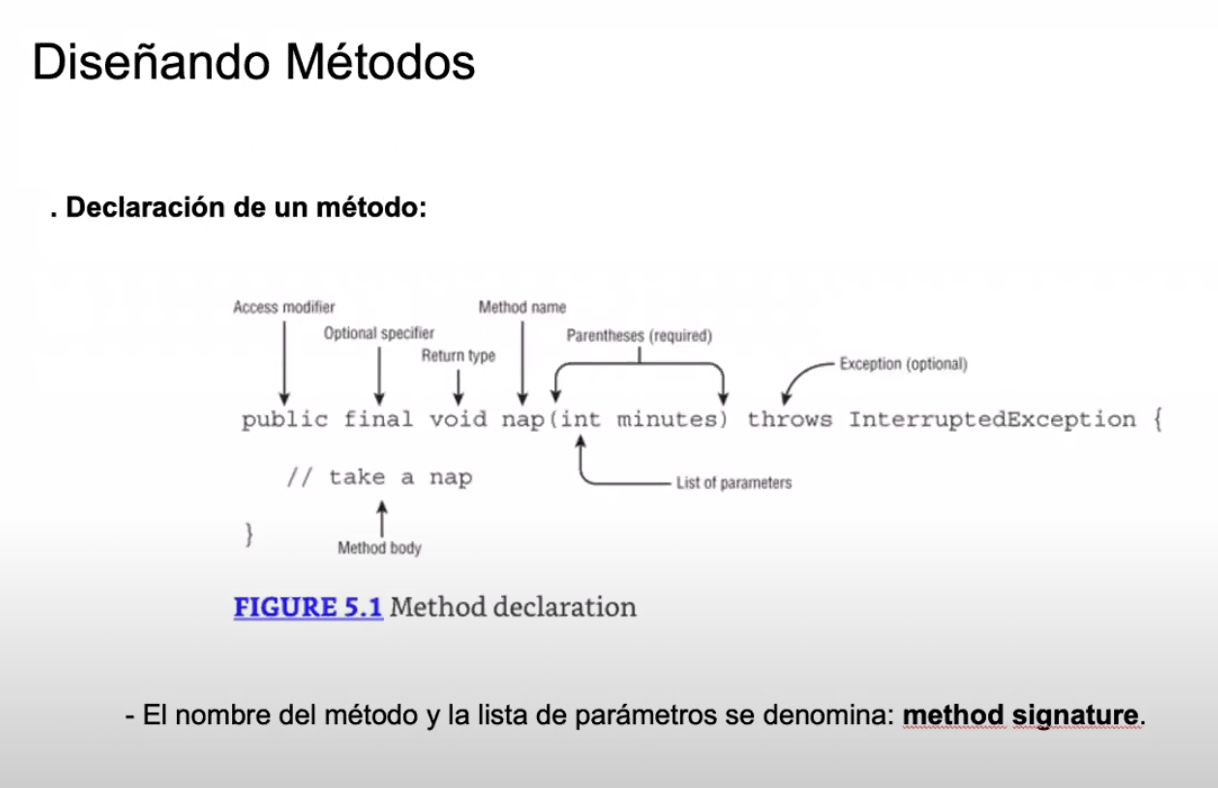 Diseñando Métodos
. Declaración de un método:
Access modifier
Method name
Optional specifier
Parentheses (required)
Return type
Exception (optional)
public final void nap(int minutes) throws InterruptedException {
// take a nap
List of parameters
}
Method body
FIGURE 5.1 Method declaration
- El nombre del método y la lista de parámetros se denomina: method signature.